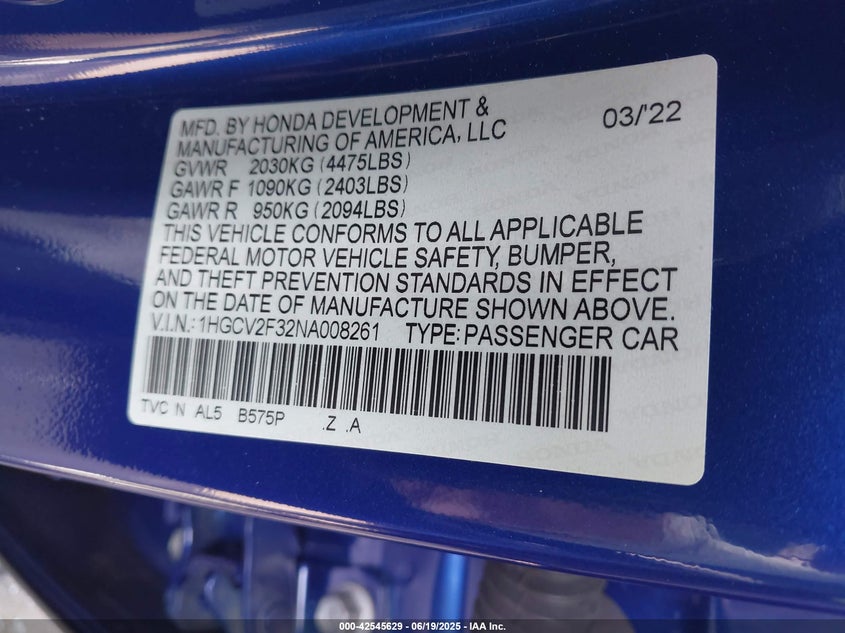 MFD. BY HONDA DEVELOPMENT &
MANUFACTURING OF AMERICA, LLC 03/'22
GVWR 2030KG (4475LBS)
GAWR F 1090KG (2403LBS)
GAWR R 950KG (2094LBS)
THIS VEHICLE CONFORMS TO ALL APPLICABLE
FEDERAL MOTOR VEHICLE SAFETY, BUMPER,
AND THEFT PREVENTION STANDARDS IN EFFECT
ON THE DATE OF MANUFACTURE SHOWN ABOVE.
V.I.N.: 1HGCV2F32NA008261 TYPE: PASSENGER CAR
TVC N AL5 B575P .Z .A
000-42545629 - 06/19/2025 - IAA Inc.